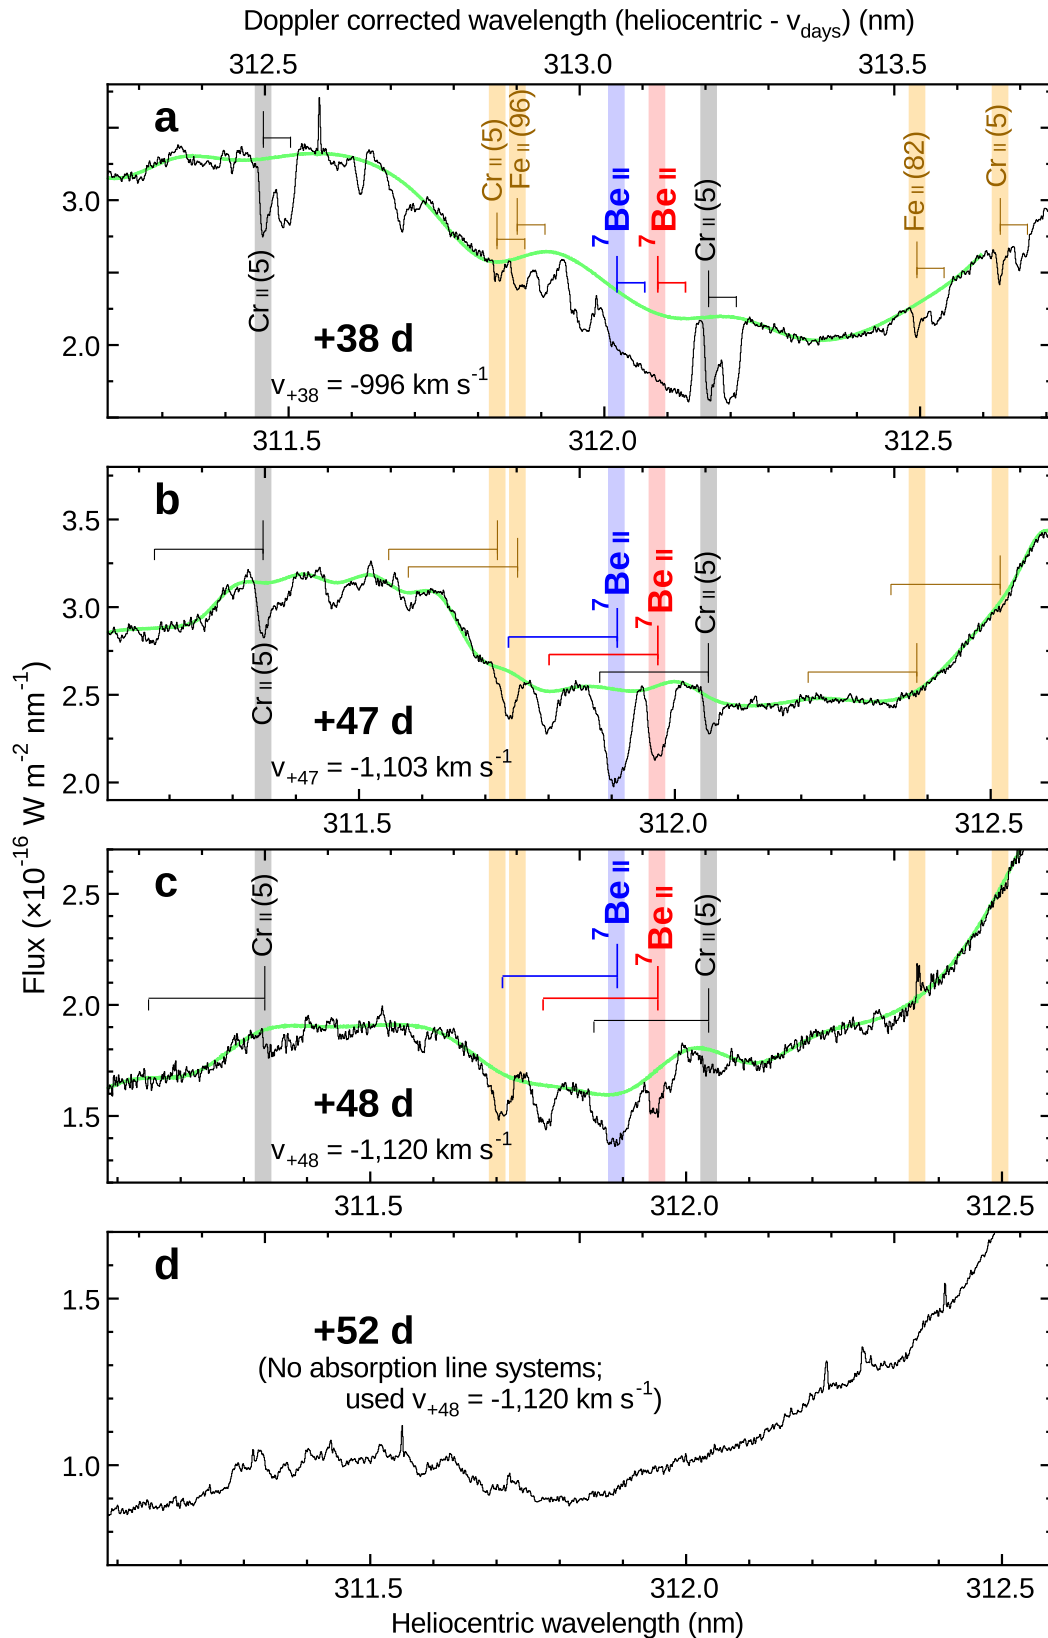 Doppler corrected wavelength (heliocentric - v_days) (nm)
312.5 313.0 313.5
a
Cr II (5)
Fe II (96)
⁷Be II
⁷Be II
Cr II (5)
Fe II (82)
Cr II (5)
Cr II (5)
3.0
2.0
+38 d
v₊₃₈ = -996 km s⁻¹
311.5 312.0 312.5
b
3.5
3.0
2.5
2.0
⁷Be II
⁷Be II
Cr II (5)
Cr II (5)
+47 d
v₊₄₇ = -1,103 km s⁻¹
311.5 312.0 312.5
Flux (×10⁻¹⁶ W m⁻² nm⁻¹)
c
2.5
2.0
1.5
Cr II (5)
⁷Be II
⁷Be II
Cr II (5)
+48 d
v₊₄₈ = -1,120 km s⁻¹
311.5 312.0 312.5
d
1.5
1.0
+52 d
(No absorption line systems;
used v₊₄₈ = -1,120 km s⁻¹)
311.5 312.0 312.5
Heliocentric wavelength (nm)